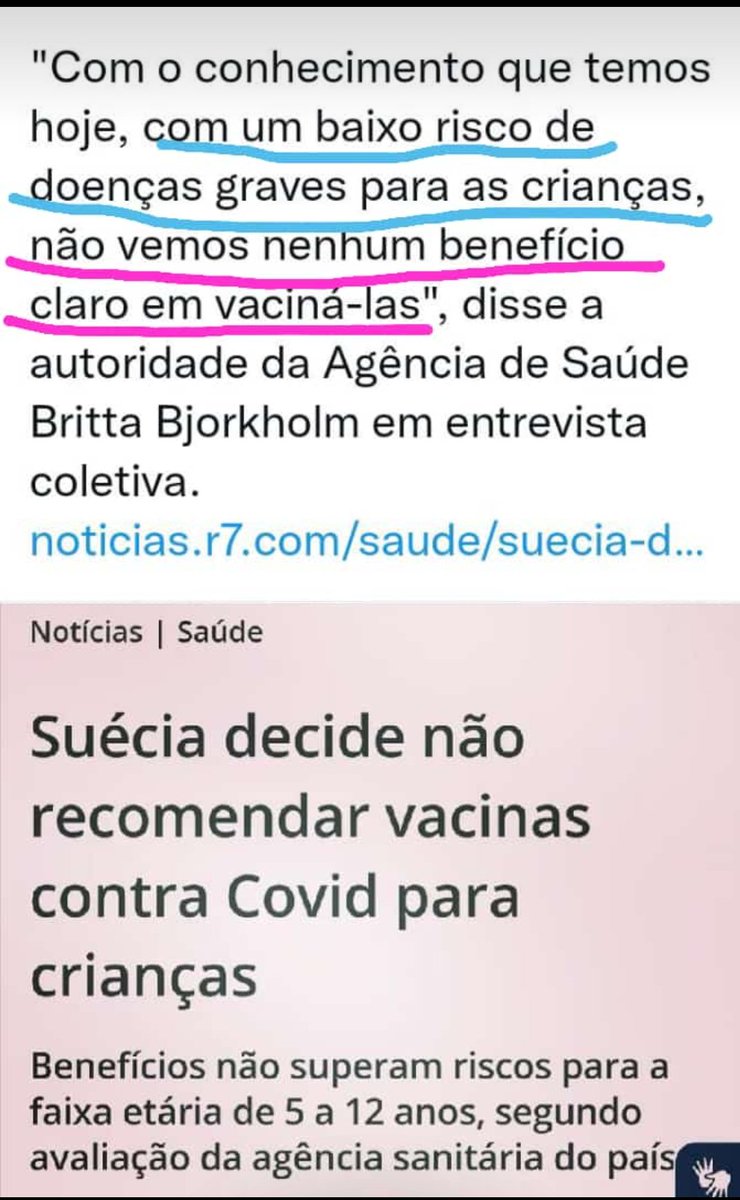 "Com o conhecimento que temos
hoje, com um baixo risco de
doenças graves para as crianças,
não vemos nenhum benefício
claro em vaciná-las", disse a
autoridade da Agência de Saúde
Britta Bjorkholm em entrevista
coletiva.
noticias.r7.com/saude/suecia-d...
Notícias | Saúde
Suécia decide não
recomendar vacinas
contra Covid para
crianças
Benefícios não superam riscos para a
faixa etária de 5 a 12 anos, segundo
avaliação da agência sanitária do país